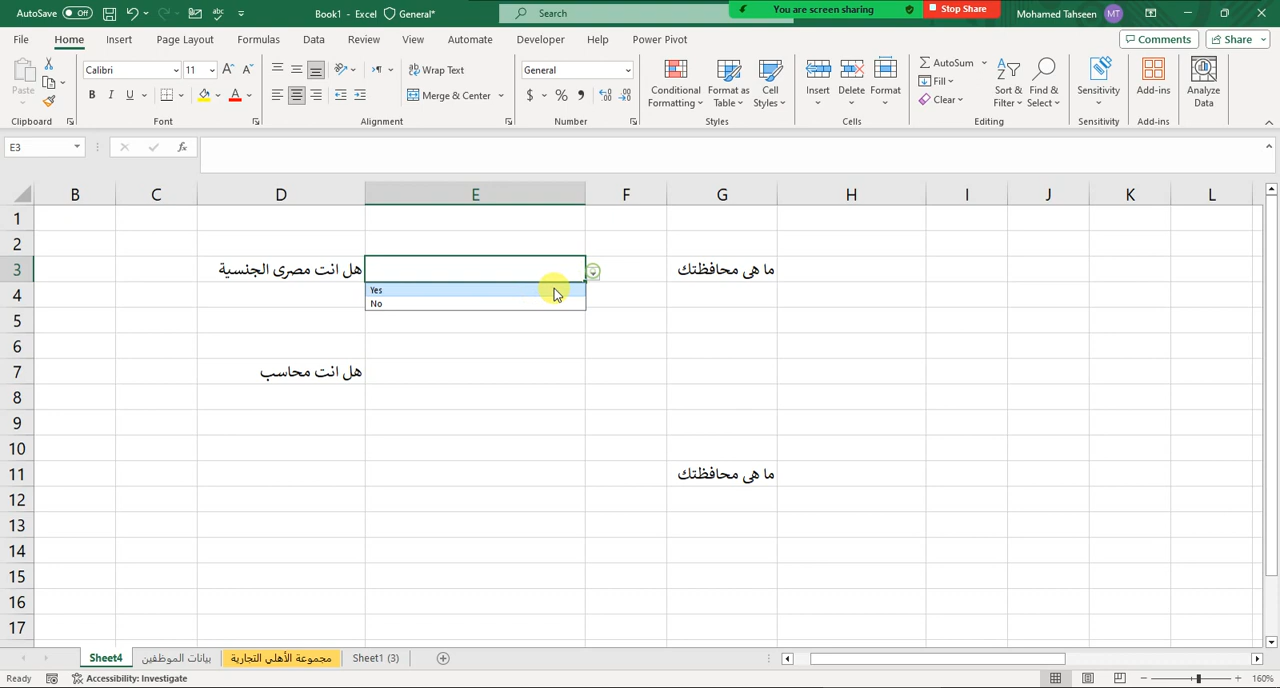 AutoSave Off Book1 - Excel General* Search You are screen sharing Stop Share Mohamed Tahseen MT
File Home Insert Page Layout Formulas Data Review View Automate Developer Help Power Pivot Comments Share
Paste Calibri 11 Wrap Text General Conditional Formatting Format as Table Cell Styles Insert Delete Format AutoSum Fill Clear Sort & Filter Find & Select Sensitivity Add-ins Analyze Data
B I U Merge & Center $ % 9
Clipboard Font Alignment Number Styles Cells Editing Sensitivity Add-ins
E3 fx
B C D E F G H I J K L
1
2
3 هل انت مصرى الجنسية ما هى محافظتك
Yes
4
No
5
6
7 هل انت محاسب
8
9
10
11 ما هى محافظتك
12
13
14
15
16
17
Sheet4 بيانات الموظفين مجموعة الأهلي التجارية Sheet1 (3)
Ready Accessibility: Investigate 160%